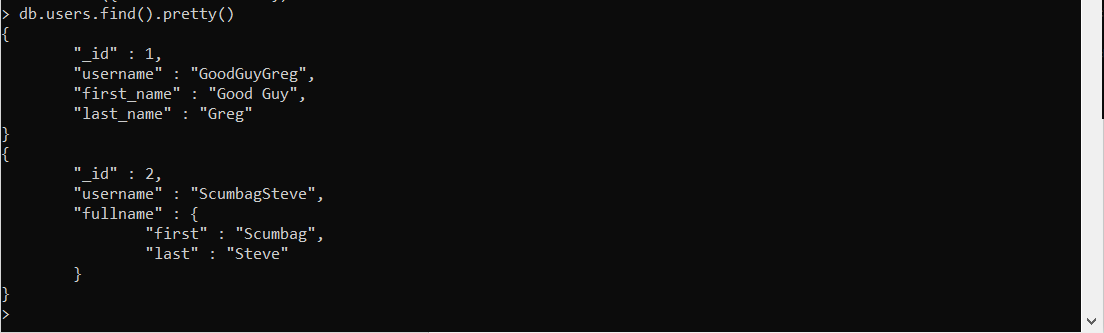 > db.users.find().pretty()
{
        "_id" : 1,
        "username" : "GoodGuyGreg",
        "first_name" : "Good Guy",
        "last_name" : "Greg"
}
{
        "_id" : 2,
        "username" : "ScumbagSteve",
        "fullname" : {
                "first" : "Scumbag",
                "last" : "Steve"
        }
}
>